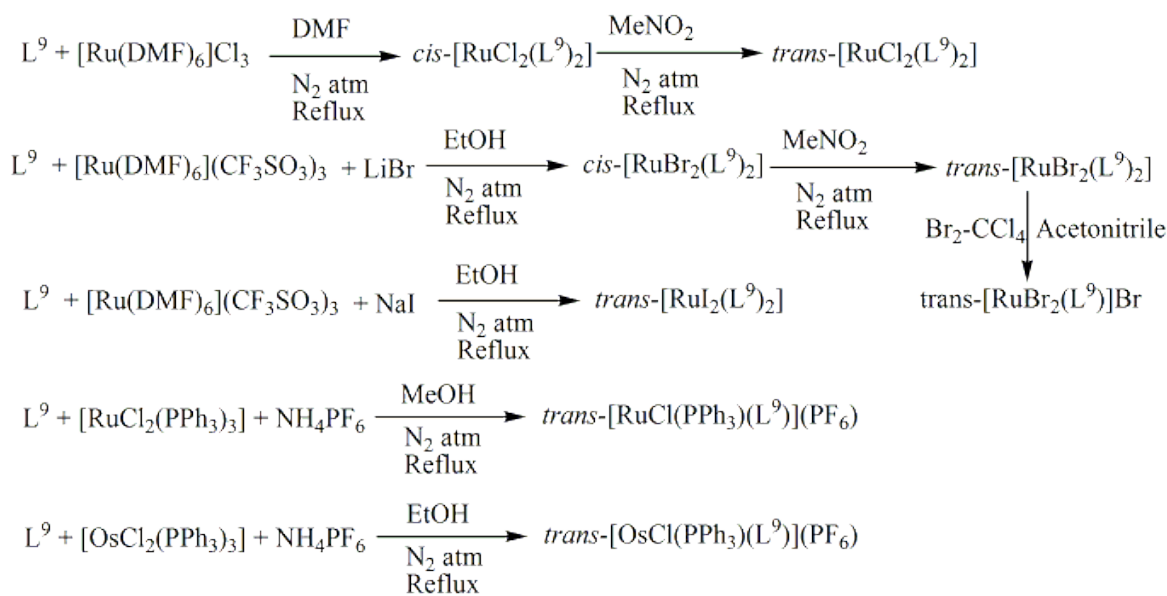 L⁹ + [Ru(DMF)₆]Cl₃ DMF N₂ atm Reflux cis-[RuCl₂(L⁹)₂] MeNO₂ N₂ atm Reflux trans-[RuCl₂(L⁹)₂]
L⁹ + [Ru(DMF)₆](CF₃SO₃)₃ + LiBr EtOH N₂ atm Reflux cis-[RuBr₂(L⁹)₂] MeNO₂ N₂ atm Reflux trans-[RuBr₂(L⁹)₂]
Br₂-CCl₄ Acetonitrile
trans-[RuBr₂(L⁹)]Br
L⁹ + [Ru(DMF)₆](CF₃SO₃)₃ + NaI EtOH N₂ atm Reflux trans-[RuI₂(L⁹)₂]
L⁹ + [RuCl₂(PPh₃)₃] + NH₄PF₆ MeOH N₂ atm Reflux trans-[RuCl(PPh₃)(L⁹)](PF₆)
L⁹ + [OsCl₂(PPh₃)₃] + NH₄PF₆ EtOH N₂ atm Reflux trans-[OsCl(PPh₃)(L⁹)](PF₆)